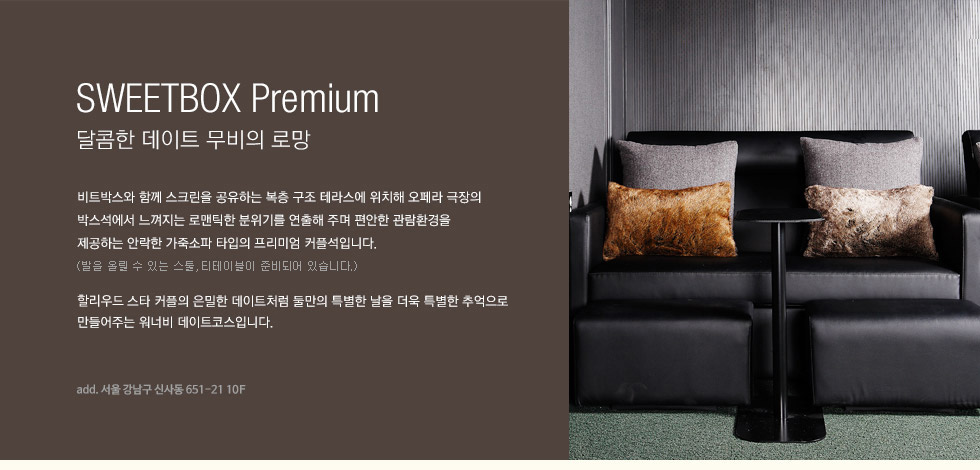 SWEETBOX Premium
달콤한 데이트 무비의 로망
비트박스와 함께 스크린을 공유하는 복층 구조 테라스에 위치해 오페라 극장의
박스석에서 느껴지는 로맨틱한 분위기를 연출해 주며 편안한 관람환경을
제공하는 안락한 가죽소파 타입의 프리미엄 커플석입니다.
(발을 올릴 수 있는 스툴,티테이블이 준비되어 있습니다.)
할리우드 스타 커플의 은밀한 데이트처럼 둘만의 특별한 날을 더욱 특별한 추억으로
만들어주는 워너비 데이트코스입니다.
add. 서울 강남구 신사동 651-21 10F